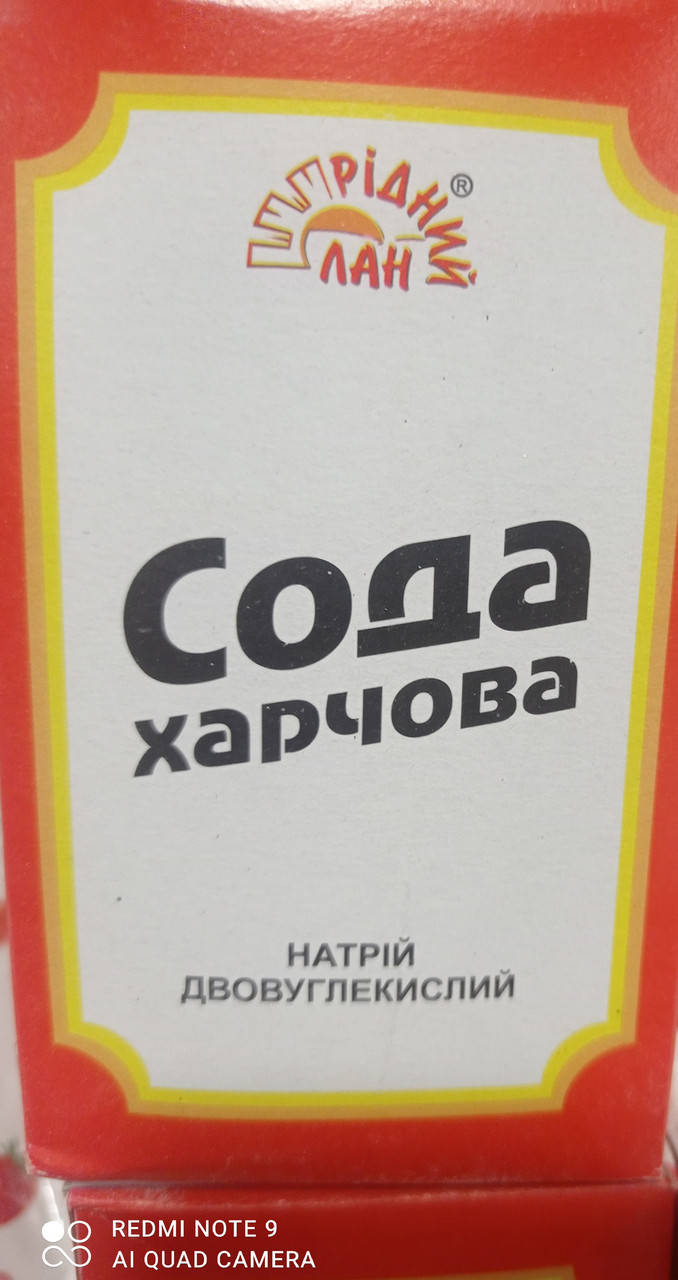 РІДНИЙ ®
ЛАН
Сода
харчова
НАТРІЙ
ДВОВУГЛЕКИСЛИЙ
REDMI NOTE 9
AI QUAD CAMERA